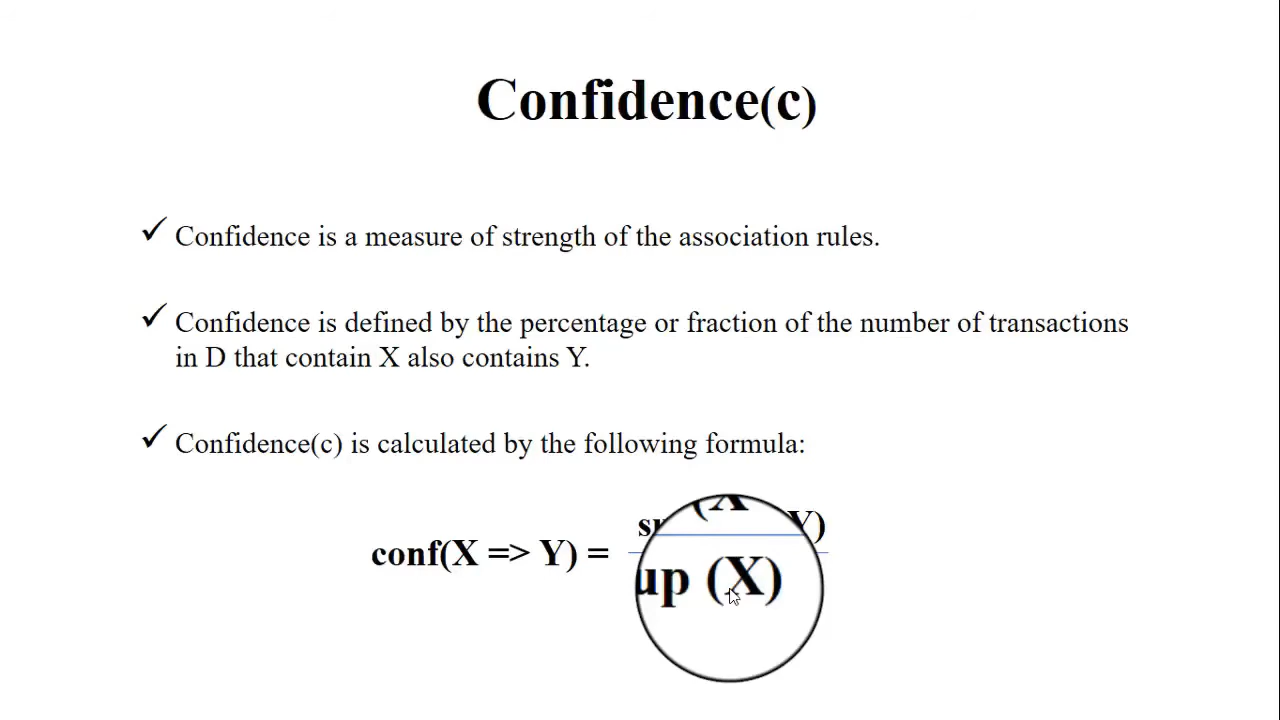 Confidence(c)
✓ Confidence is a measure of strength of the association rules.
✓ Confidence is defined by the percentage or fraction of the number of transactions
in D that contain X also contains Y.
✓ Confidence(c) is calculated by the following formula:
(X Y)
conf(X => Y) =
up (X)